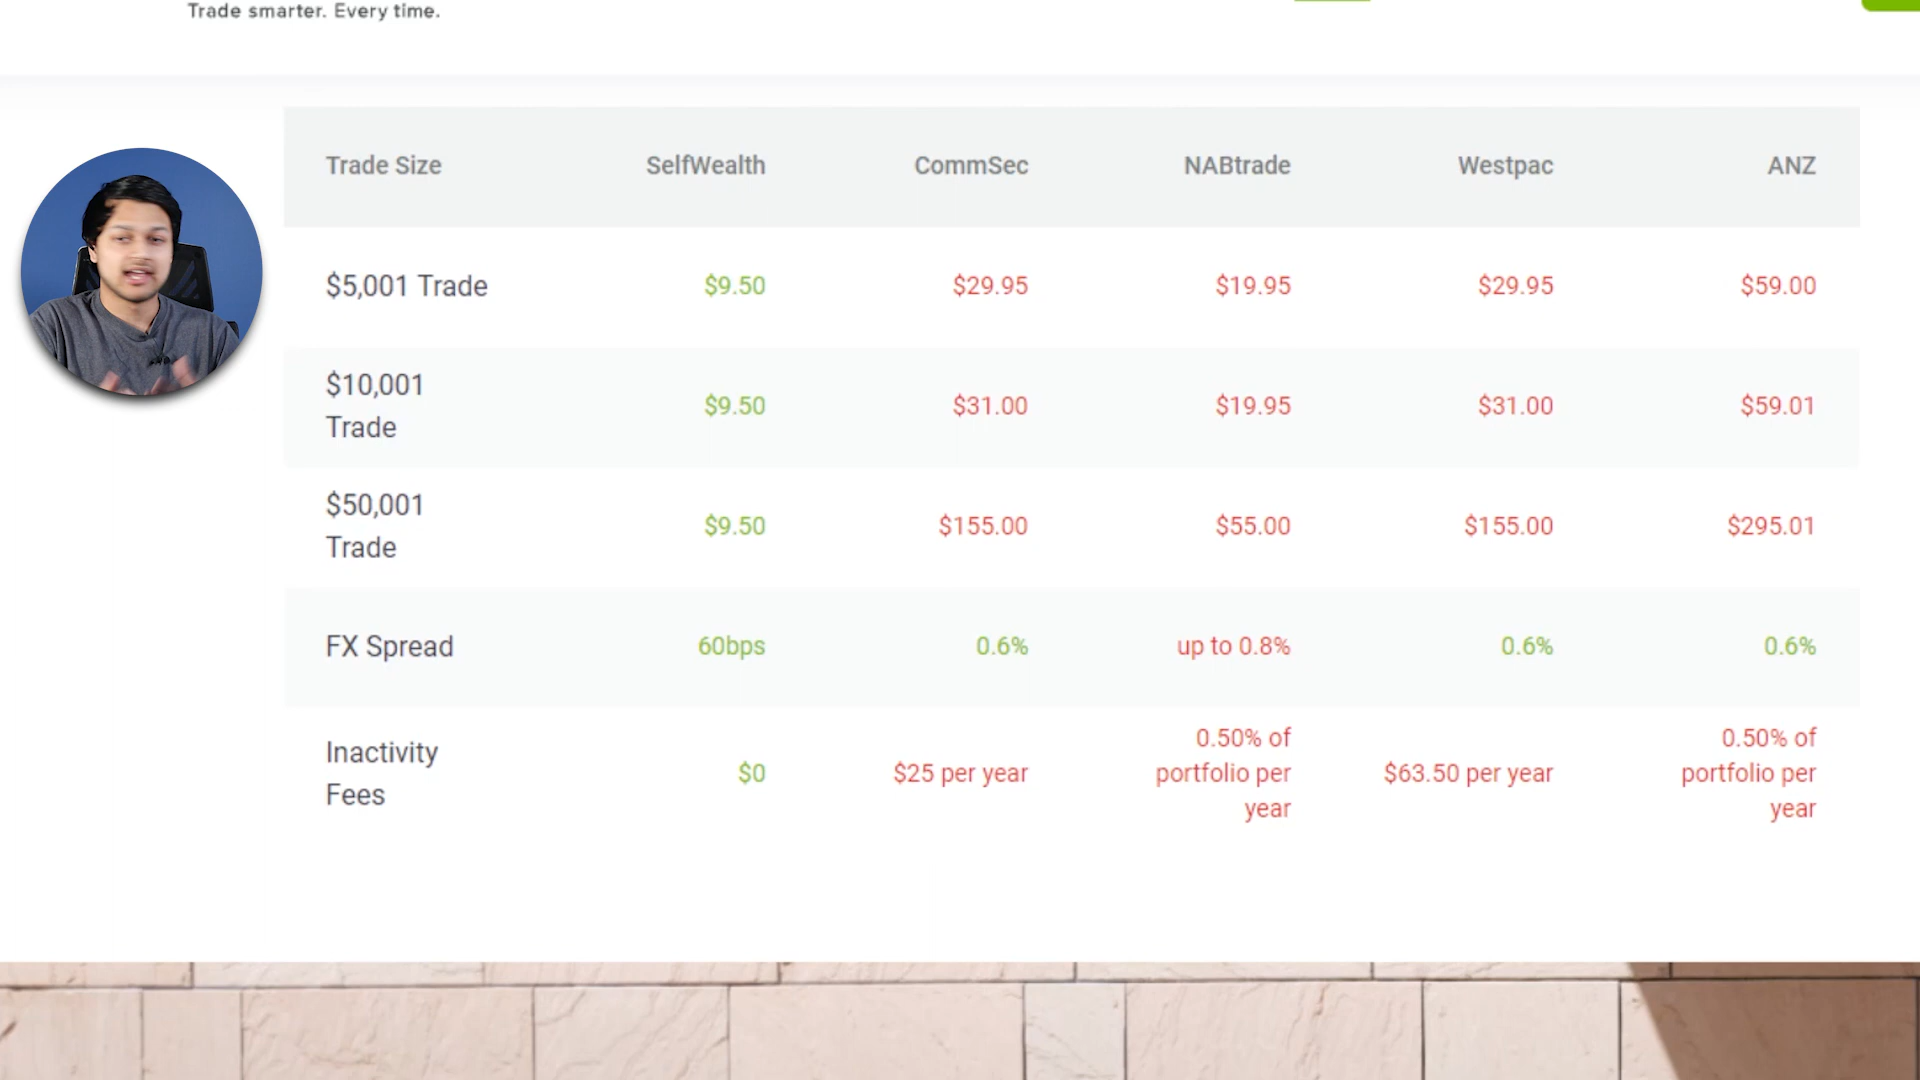 Trade smarter. Every time.
Trade Size SelfWealth CommSec NABtrade Westpac ANZ
$5,001 Trade $9.50 $29.95 $19.95 $29.95 $59.00
$10,001
Trade
$9.50 $31.00 $19.95 $31.00 $59.01
$50,001
Trade
$9.50 $155.00 $55.00 $155.00 $295.01
FX Spread 60bps 0.6% up to 0.8% 0.6% 0.6%
Inactivity
Fees
$0 $25 per year
0.50% of
portfolio per
year
$63.50 per year
0.50% of
portfolio per
year